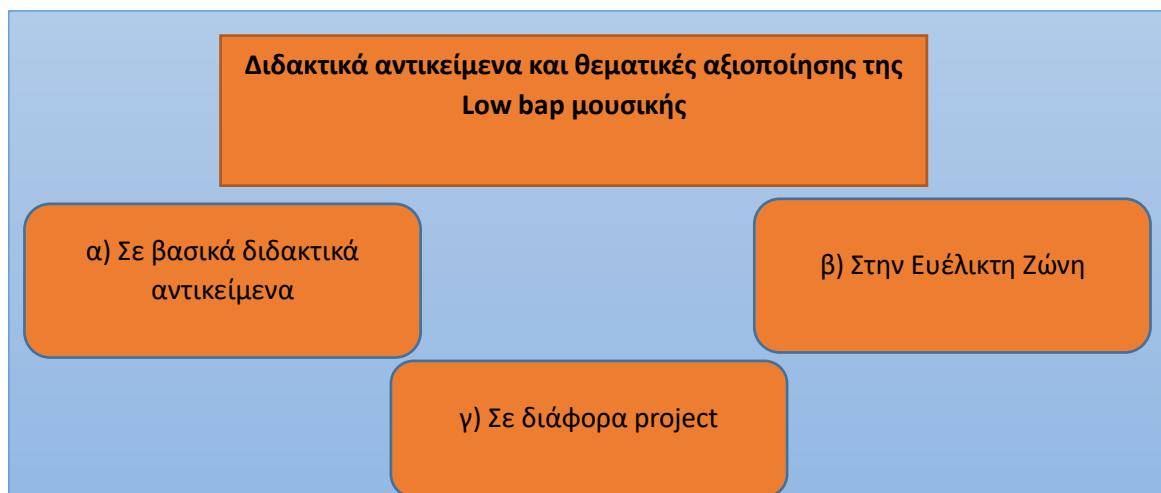 Διδακτικά αντικείμενα και θεματικές αξιοποίησης της
Low bap μουσικής
α) Σε βασικά διδακτικά
αντικείμενα
β) Στην Ευέλικτη Ζώνη
γ) Σε διάφορα project